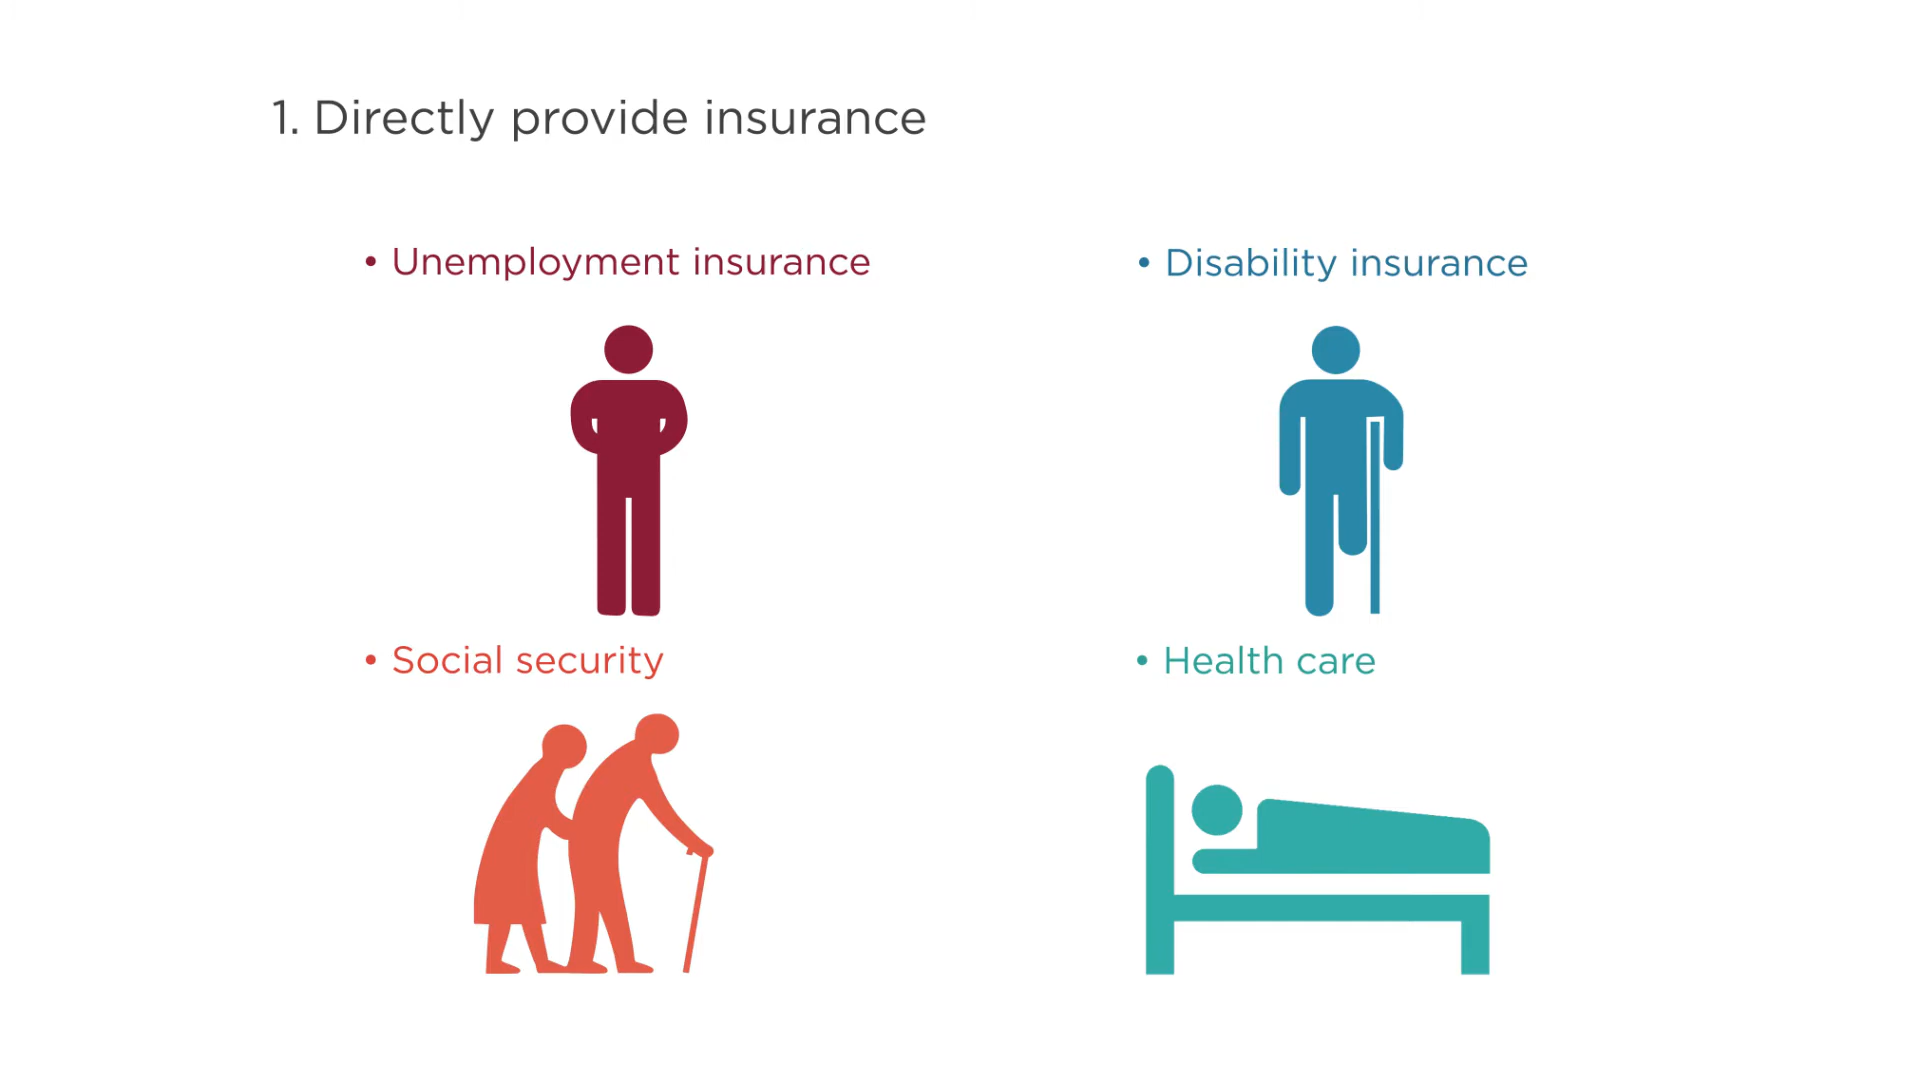 1. Directly provide insurance
• Unemployment insurance
• Disability insurance
• Social security
• Health care